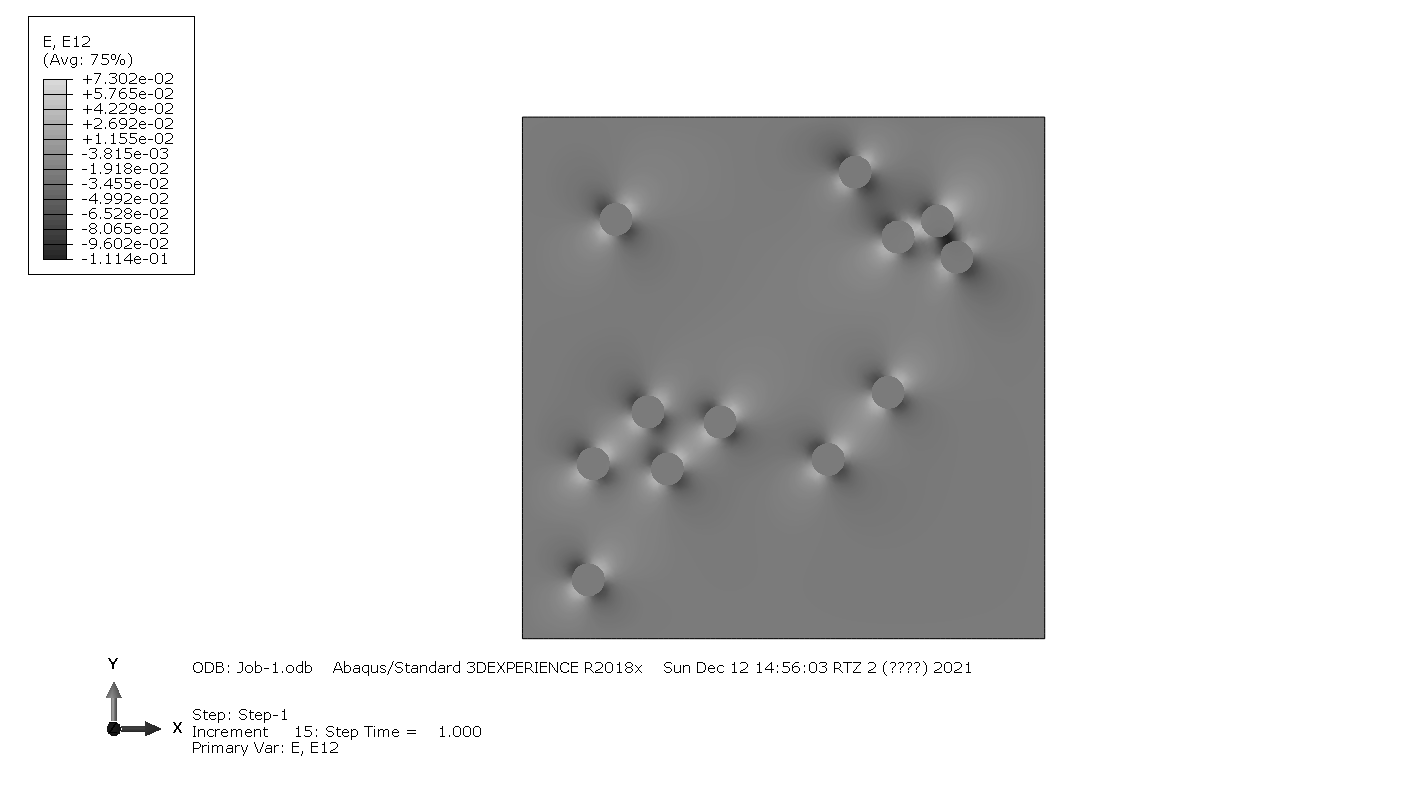 E, E12
(Avg: 75%)
+7.302e-02
+5.765e-02
+4.229e-02
+2.692e-02
+1.155e-02
-3.815e-03
-1.918e-02
-3.455e-02
-4.992e-02
-6.528e-02
-8.065e-02
-9.602e-02
-1.114e-01
Y
X
ODB: Job-1.odb Abaqus/Standard 3DEXPERIENCE R2018x Sun Dec 12 14:56:03 RTZ 2 (????) 2021
Step: Step-1
Increment 15: Step Time = 1.000
Primary Var: E, E12